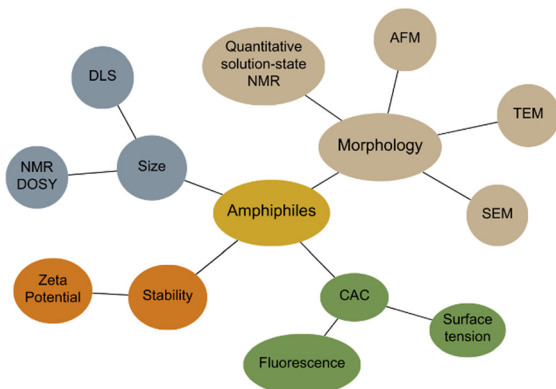 Quantitative
solution-state
NMR
AFM
DLS
TEM
Morphology
NMR
DOSY
Size
Amphiphiles
SEM
Zeta
Potential
Stability
CAC
Surface
tension
Fluorescence